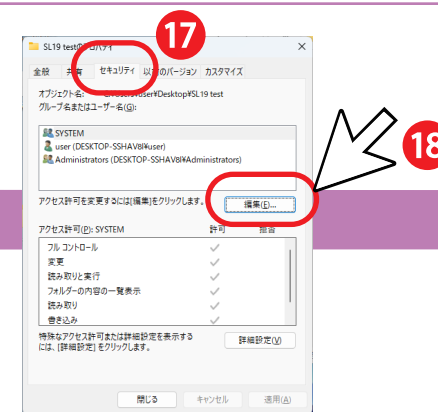 17
SL19 testのプロパティ
全般 共有 セキュリティ 以前のバージョン カスタマイズ
オブジェクト名: C:¥Users¥user¥Desktop¥SL19 test
グループ名またはユーザー名(G):
SYSTEM
user (DESKTOP-SSHAV8I¥user)
Administrators (DESKTOP-SSHAV8I¥Administrators)
18
アクセス許可を変更するには[編集]をクリックします。 編集(E)...
アクセス許可(P): SYSTEM 許可 拒否
フル コントロール
変更
読み取りと実行
フォルダーの内容の一覧表示
読み取り
書き込み
特殊なアクセス許可または詳細設定を表示する
には、[詳細設定] をクリックします。
詳細設定(V)
閉じる キャンセル 適用(A)